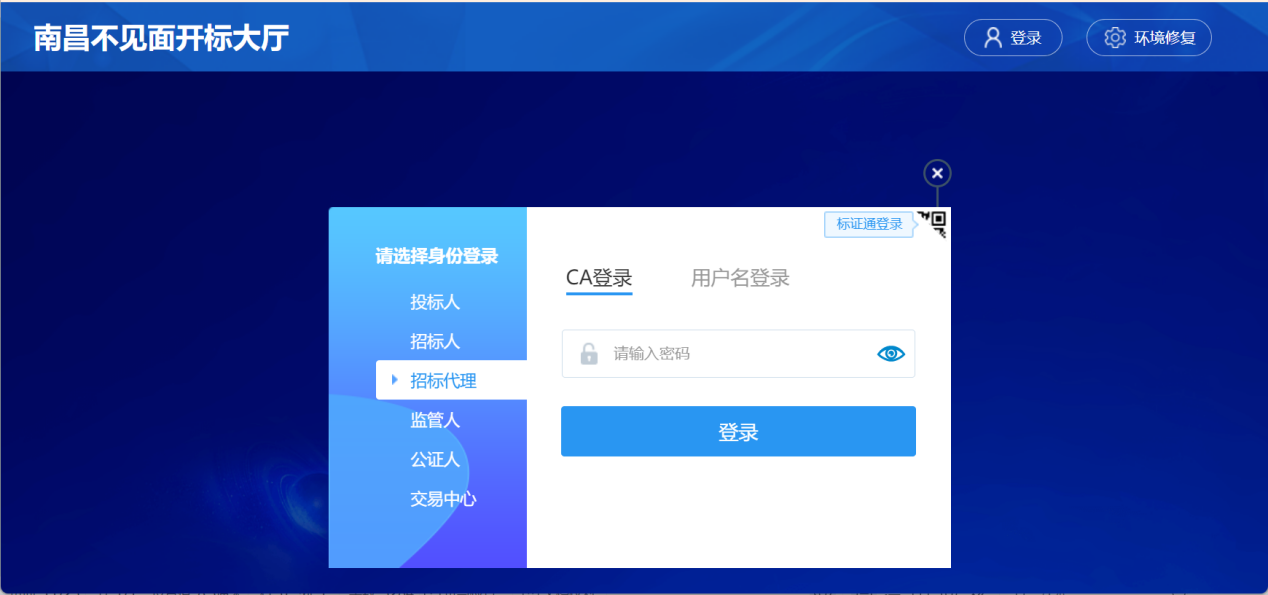 南昌不见面开标大厅
登录
环境修复
标证通登录
请选择身份登录
投标人
招标人
招标代理
监管人
公证人
交易中心
CA登录
用户名登录
请输入密码
登录